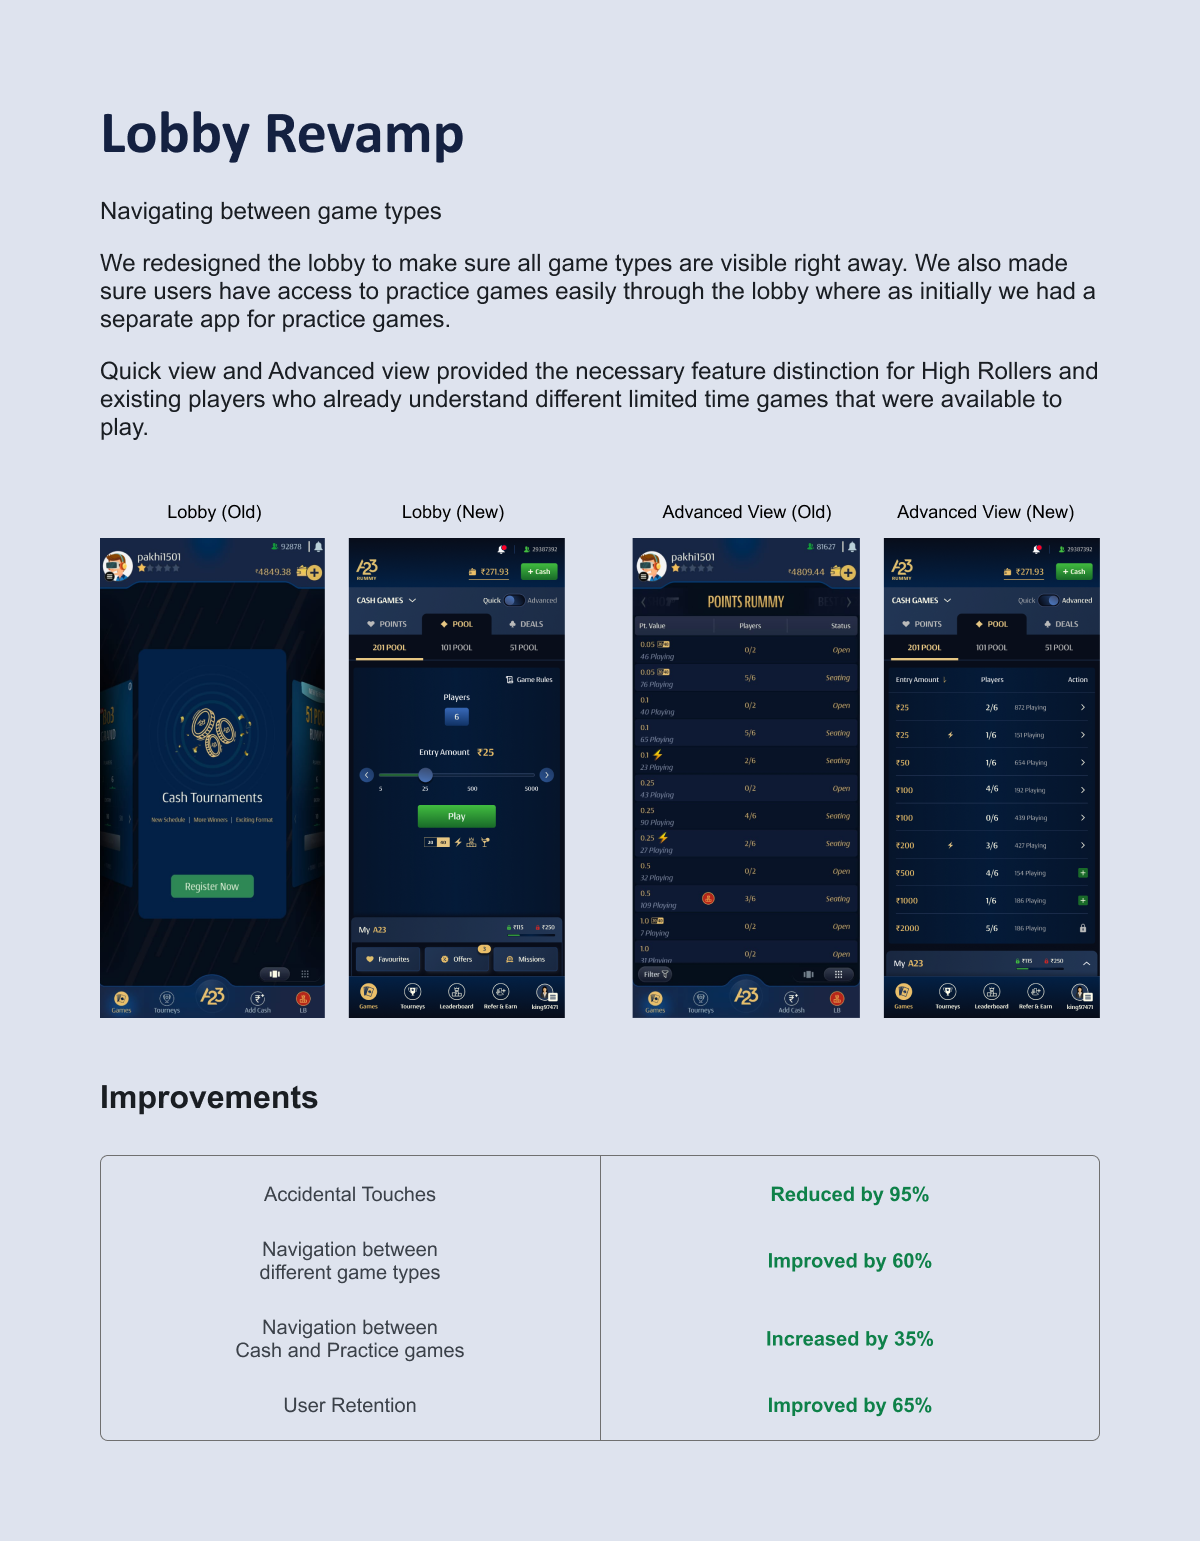 Lobby Revamp
Navigating between game types
We redesigned the lobby to make sure all game types are visible right away. We also made
sure users have access to practice games easily through the lobby where as initially we had a
separate app for practice games.
Quick view and Advanced view provided the necessary feature distinction for High Rollers and
existing players who already understand different limited time games that were available to
play.
Lobby (Old)
pakhi1501
92878
₹4849.38
Cash Tournaments
New Schedule | More Winners | Exciting Format
Register Now
Games
Tourneys
A23
Add Cash
LB
Lobby (New)
A23
RUMMY
29387392
₹271.93
+ Cash
CASH GAMES
Quick
Advanced
POINTS
POOL
DEALS
201 POOL
101 POOL
51 POOL
Game Rules
Players
6
Entry Amount ₹25
5
25
500
5000
Play
My A23
₹115
₹250
Favourites
Offers
3
Missions
Games
Tourneys
Leaderboard
Refer & Earn
king97471
Advanced View (Old)
pakhi1501
81627
₹4809.44
POINTS RUMMY
BEST
Pt. Value Players Status
0.05
46 Playing
0/2 Open
0.05
76 Playing
5/6 Seating
0.1
40 Playing
0/2 Open
0.1
65 Playing
5/6 Seating
0.1
23 Playing
2/6 Seating
0.25
43 Playing
0/2 Open
0.25
90 Playing
4/6 Seating
0.25
27 Playing
2/6 Seating
0.5
32 Playing
0/2 Open
0.5
109 Playing
3/6 Seating
1.0
7 Playing
0/2 Open
1.0
31 Playing
0/2 Open
Filter
Games
Tourneys
A23
Add Cash
LB
Advanced View (New)
A23
RUMMY
29387392
₹271.93
+ Cash
CASH GAMES
Quick
Advanced
POINTS
POOL
DEALS
201 POOL
101 POOL
51 POOL
Entry Amount Players Action
₹25 2/6 872 Playing
₹25 1/6 151 Playing
₹50 1/6 654 Playing
₹100 4/6 192 Playing
₹100 0/6 439 Playing
₹200 3/6 427 Playing
₹500 4/6 154 Playing
₹1000 1/6 186 Playing
₹2000 5/6 186 Playing
My A23
₹115
₹250
Games
Tourneys
Leaderboard
Refer & Earn
king97471
Improvements
Accidental Touches
Reduced by 95%
Navigation between
different game types
Improved by 60%
Navigation between
Cash and Practice games
Increased by 35%
User Retention
Improved by 65%